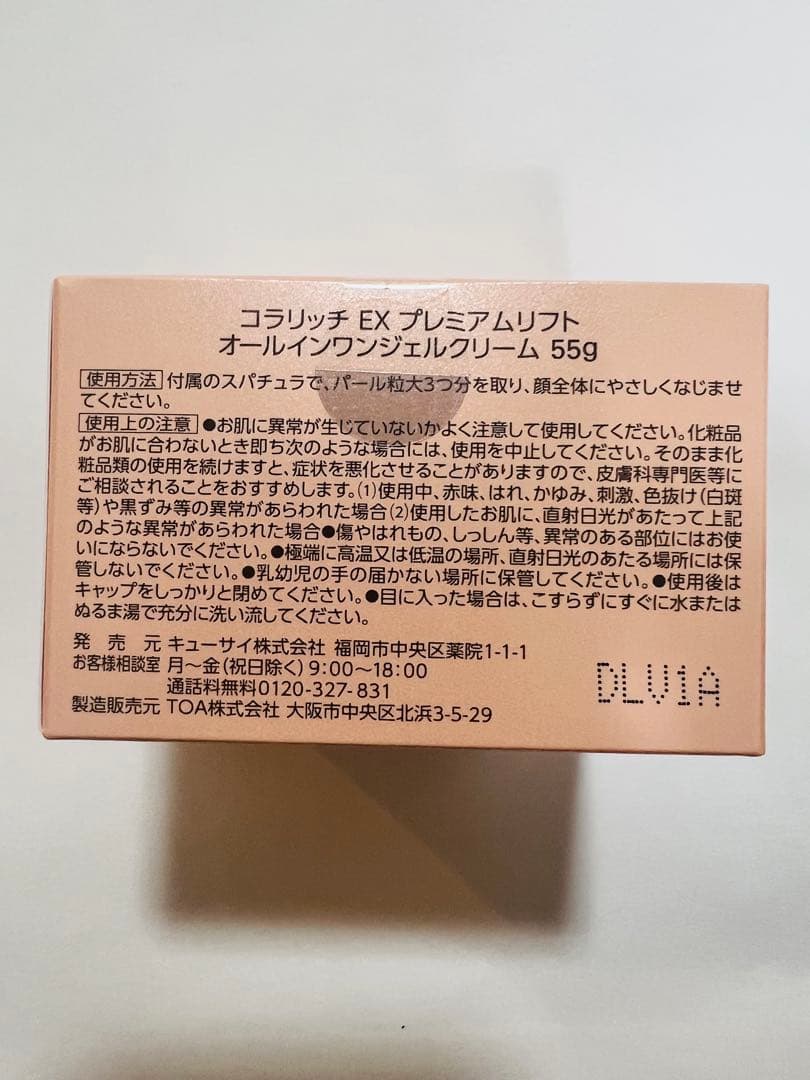 コラリッチ EX プレミアムリフト
オールインワンジェルクリーム 55g
使用方法 付属のスパチュラで、パール粒大3つ分を取り、顔全体にやさしくなじませ
てください。
使用上の注意 ●お肌に異常が生じていないかよく注意して使用してください。化粧品
がお肌に合わないとき即ち次のような場合には、使用を中止してください。そのまま化
粧品類の使用を続けますと、症状を悪化させることがありますので、皮膚科専門医等に
ご相談されることをおすすめします。(1)使用中、赤味、はれ、かゆみ、刺激、色抜け(白斑
等)や黒ずみ等の異常があらわれた場合(2)使用したお肌に、直射日光があたって上記
のような異常があらわれた場合●傷やはれもの、しっしん等、異常のある部位にはお使
いにならないでください。●極端に高温又は低温の場所、直射日光のあたる場所には保
管しないでください。●乳幼児の手の届かない場所に保管してください。●使用後は
キャップをしっかりと閉めてください。●目に入った場合は、こすらずにすぐに水または
ぬるま湯で充分に洗い流してください。
発売元 キューサイ株式会社 福岡市中央区薬院1-1-1
お客様相談室 月〜金(祝日除く)9:00〜18:00
通話料無料0120-327-831
製造販売元 TOA株式会社 大阪市中央区北浜3-5-29
DLV1A